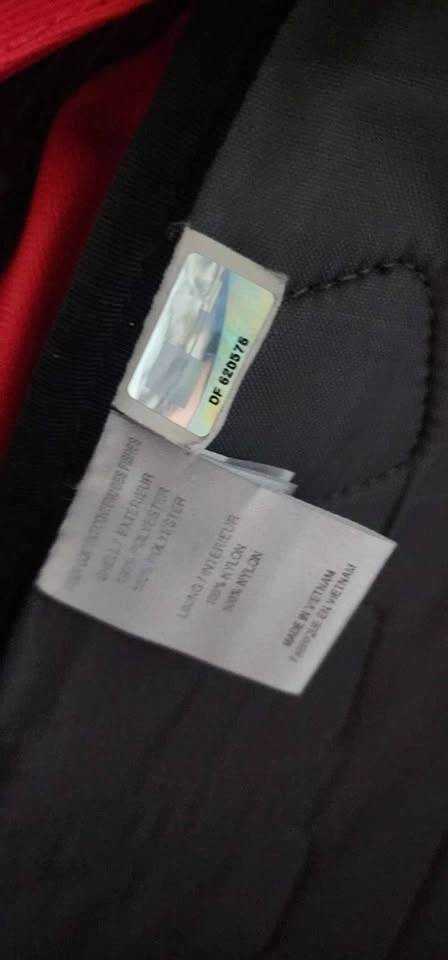 DF 620576
SHELL / EXTERIEUR
100% POLYESTER
100% POLYESTER
LINING / INTERIEUR
100% NYLON
100% NYLON
MADE IN VIETNAM
FABRIQUE EN VIETNAM